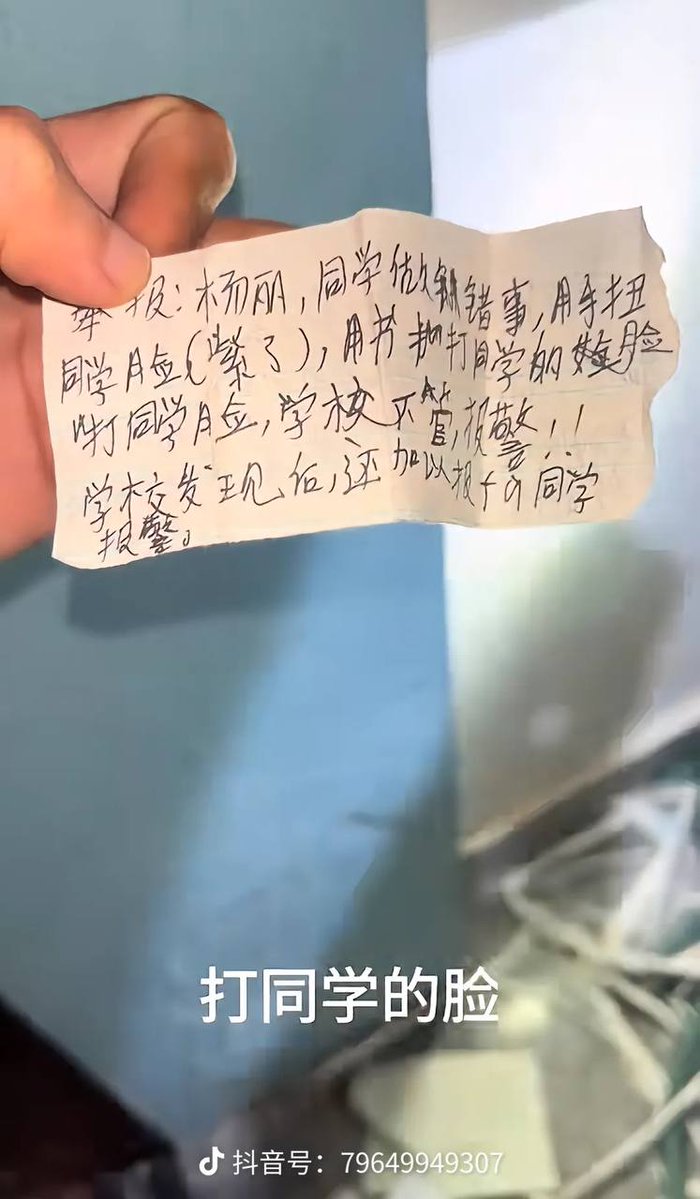 举报:杨丽,同学做错事,用手扭
同学脸(紫了),用书打同学的脸
打同学脸,学校不管,报警!!
学校发现后,还加以报同学
报警。
打同学的脸
抖音号:79649949307